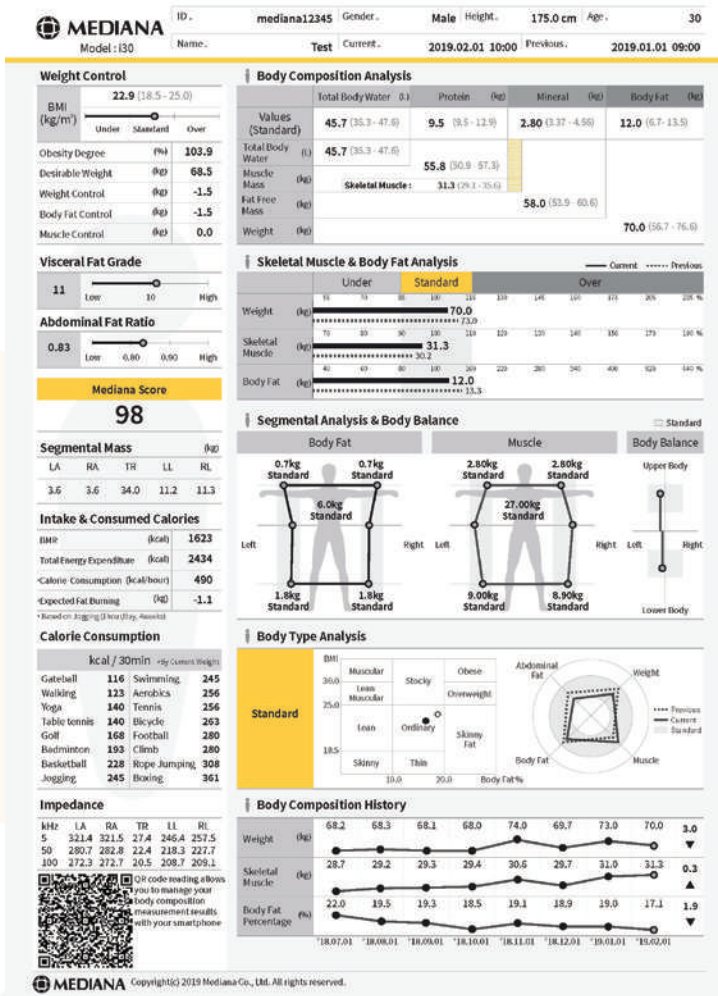 MEDIANA
Model : i30
ID. mediana12345 Gender. Male Height. 175.0 cm Age. 30
Name. Test Current. 2019.02.01 10:00 Previous. 2019.01.01 09:00
Weight Control
BMI (kg/m²) 22.9 (18.5 - 25.0)
Under Standard Over
Obesity Degree (%) 103.9
Desirable Weight (kg) 68.5
Weight Control (kg) -1.5
Body Fat Control (kg) -1.5
Muscle Control (kg) 0.0
Visceral Fat Grade
11
Low 10 High
Abdominal Fat Ratio
0.83
Low 0.80 0.90 High
Mediana Score
98
Segmental Mass (kg)
LA RA TR LL RL
3.6 3.6 34.0 11.2 11.3
Intake & Consumed Calories
BMR (kcal) 1623
Total Energy Expenditure (kcal) 2434
Calorie Consumption (kcal/hour) 490
Expected Fat Burning (kg) -1.1
Calorie Consumption
kcal / 30min • By Current Weight
Gateball 116 Swimming 245
Walking 123 Aerobics 256
Yoga 140 Tennis 256
Table tennis 140 Bicycle 263
Golf 168 Football 280
Badminton 193 Climb 280
Basketball 228 Rope Jumping 308
Jogging 245 Boxing 361
Impedance
kHz LA RA TR LL RL
5 321.4 321.5 27.4 246.4 257.5
50 280.7 282.8 22.4 218.3 227.7
100 272.3 272.7 20.5 208.7 209.1
QR code reading allows
you to manage your
body composition
measurement results
with your smartphone
Body Composition Analysis
Total Body Water (L) Protein (kg) Mineral (kg) Body Fat (kg)
Values (Standard) 45.7 (35.3 - 47.6) 9.5 (9.5 - 12.9) 2.80 (3.37 - 4.56) 12.0 (6.7 - 13.5)
Total Body Water (L) 45.7 (35.3 - 47.6)
Muscle Mass (kg) 55.8 (50.9 - 57.3)
Skeletal Muscle : 31.3 (29.1 - 35.6)
Fat Free Mass (kg) 58.0 (53.9 - 60.6)
Weight (kg) 70.0 (56.7 - 76.6)
Skeletal Muscle & Body Fat Analysis
Current Previous
Under Standard Over
Weight (kg) 70.0
73.0
Skeletal Muscle (kg) 31.3
30.2
Body Fat (kg) 12.0
13.3
Segmental Analysis & Body Balance
Standard
Body Fat Muscle Body Balance
0.7kg Standard 0.7kg Standard 2.80kg Standard 2.80kg Standard Upper Body
6.0kg Standard 27.00kg Standard
Left Right Left Right Left Right
1.8kg Standard 1.8kg Standard 9.00kg Standard 8.90kg Standard
Lower Body
Body Type Analysis
Standard
BMI
30.0
25.0
18.5
Muscular Stocky Obese
Lean Muscular Overweight
Lean Ordinary Skinny Fat
Skinny Thin
10.0 20.0 Body Fat%
Abdominal Fat Weight
Body Fat Muscle
Previous
Current
Standard
Body Composition History
Weight (kg) 68.2 68.3 68.1 68.0 74.0 69.7 73.0 70.0 3.0 ▼
Skeletal Muscle (kg) 28.7 29.2 29.3 29.4 30.6 29.7 31.0 31.3 0.3 ▲
Body Fat Percentage (%) 22.0 19.5 19.3 18.5 19.1 18.9 19.0 17.1 1.9 ▼
'18.07.01 '18.08.01 '18.09.01 '18.10.01 '18.11.01 '18.12.01 '19.01.01 '19.02.01
MEDIANA Copyright(c) 2019 Mediana Co., Ltd. All rights reserved.